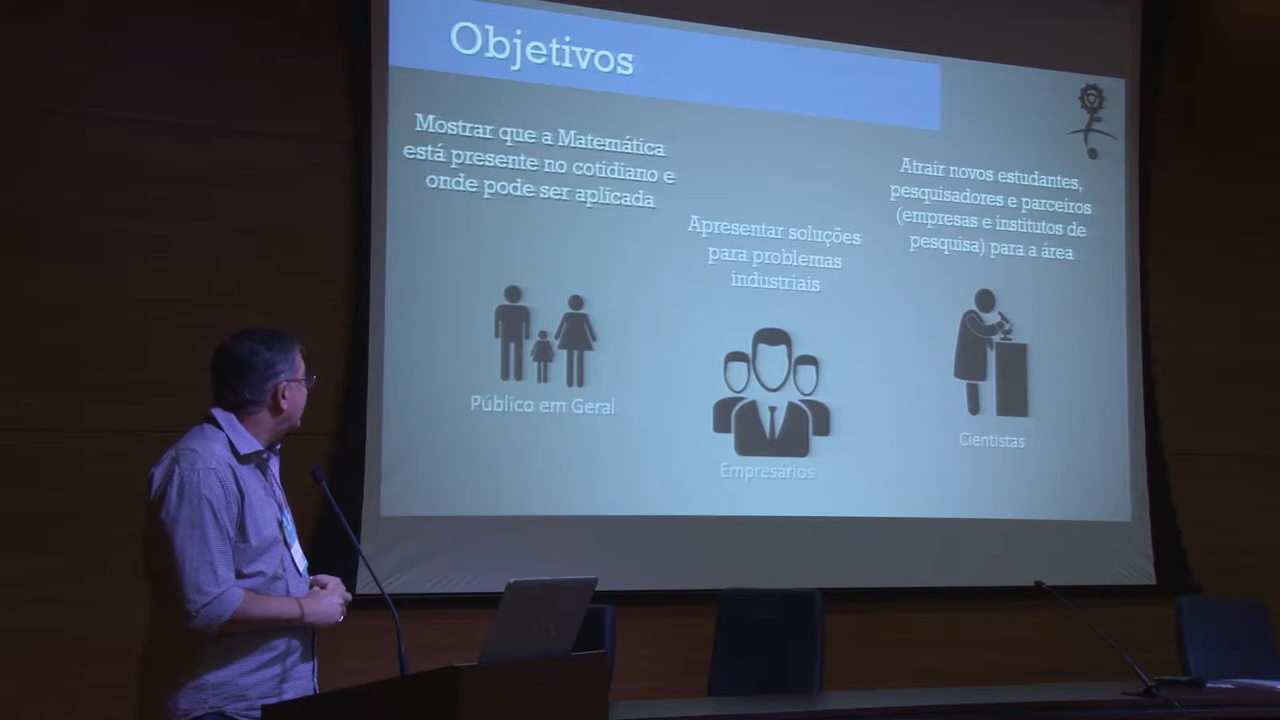 Objetivos
Mostrar que a Matemática
está presente no cotidiano e
onde pode ser aplicada
Público em Geral
Apresentar soluções
para problemas
industriais
Empresários
Atrair novos estudantes,
pesquisadores e parceiros
(empresas e institutos de
pesquisa) para a área
Cientistas